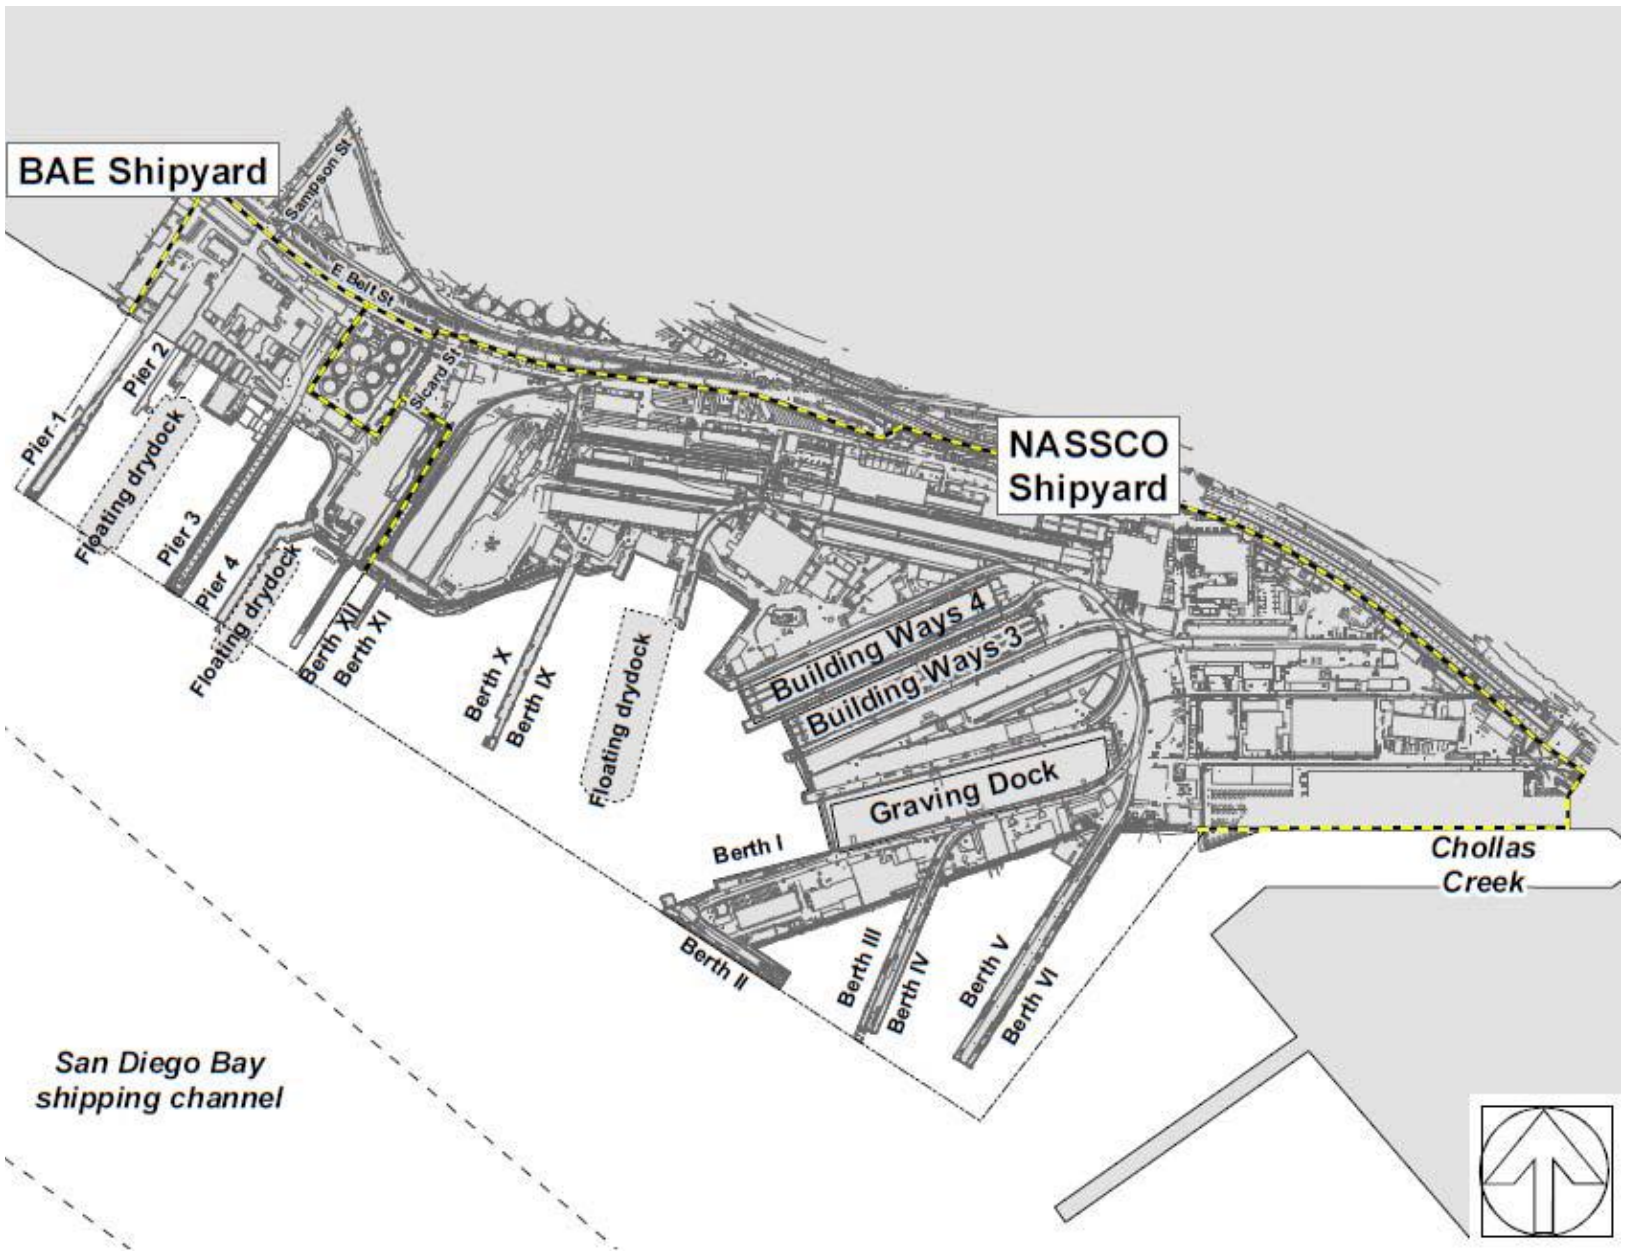 BAE Shipyard
Sampson St
E Belt St
Sicard St
Pier 1
Pier 2
Floating drydock
Pier 3
Pier 4
Floating drydock
Berth XII
Berth XI
Berth X
Berth IX
Floating drydock
NASSCO
Shipyard
Building Ways 4
Building Ways 3
Graving Dock
Berth I
Berth II
Berth III
Berth IV
Berth V
Berth VI
Chollas
Creek
San Diego Bay
shipping channel